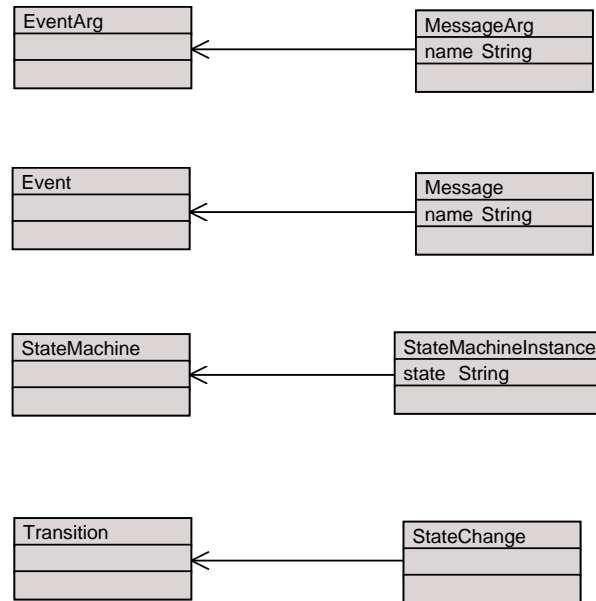 EventArg
MessageArg
name String
Event
Message
name String
StateMachine
StateMachineInstance
state String
Transition
StateChange